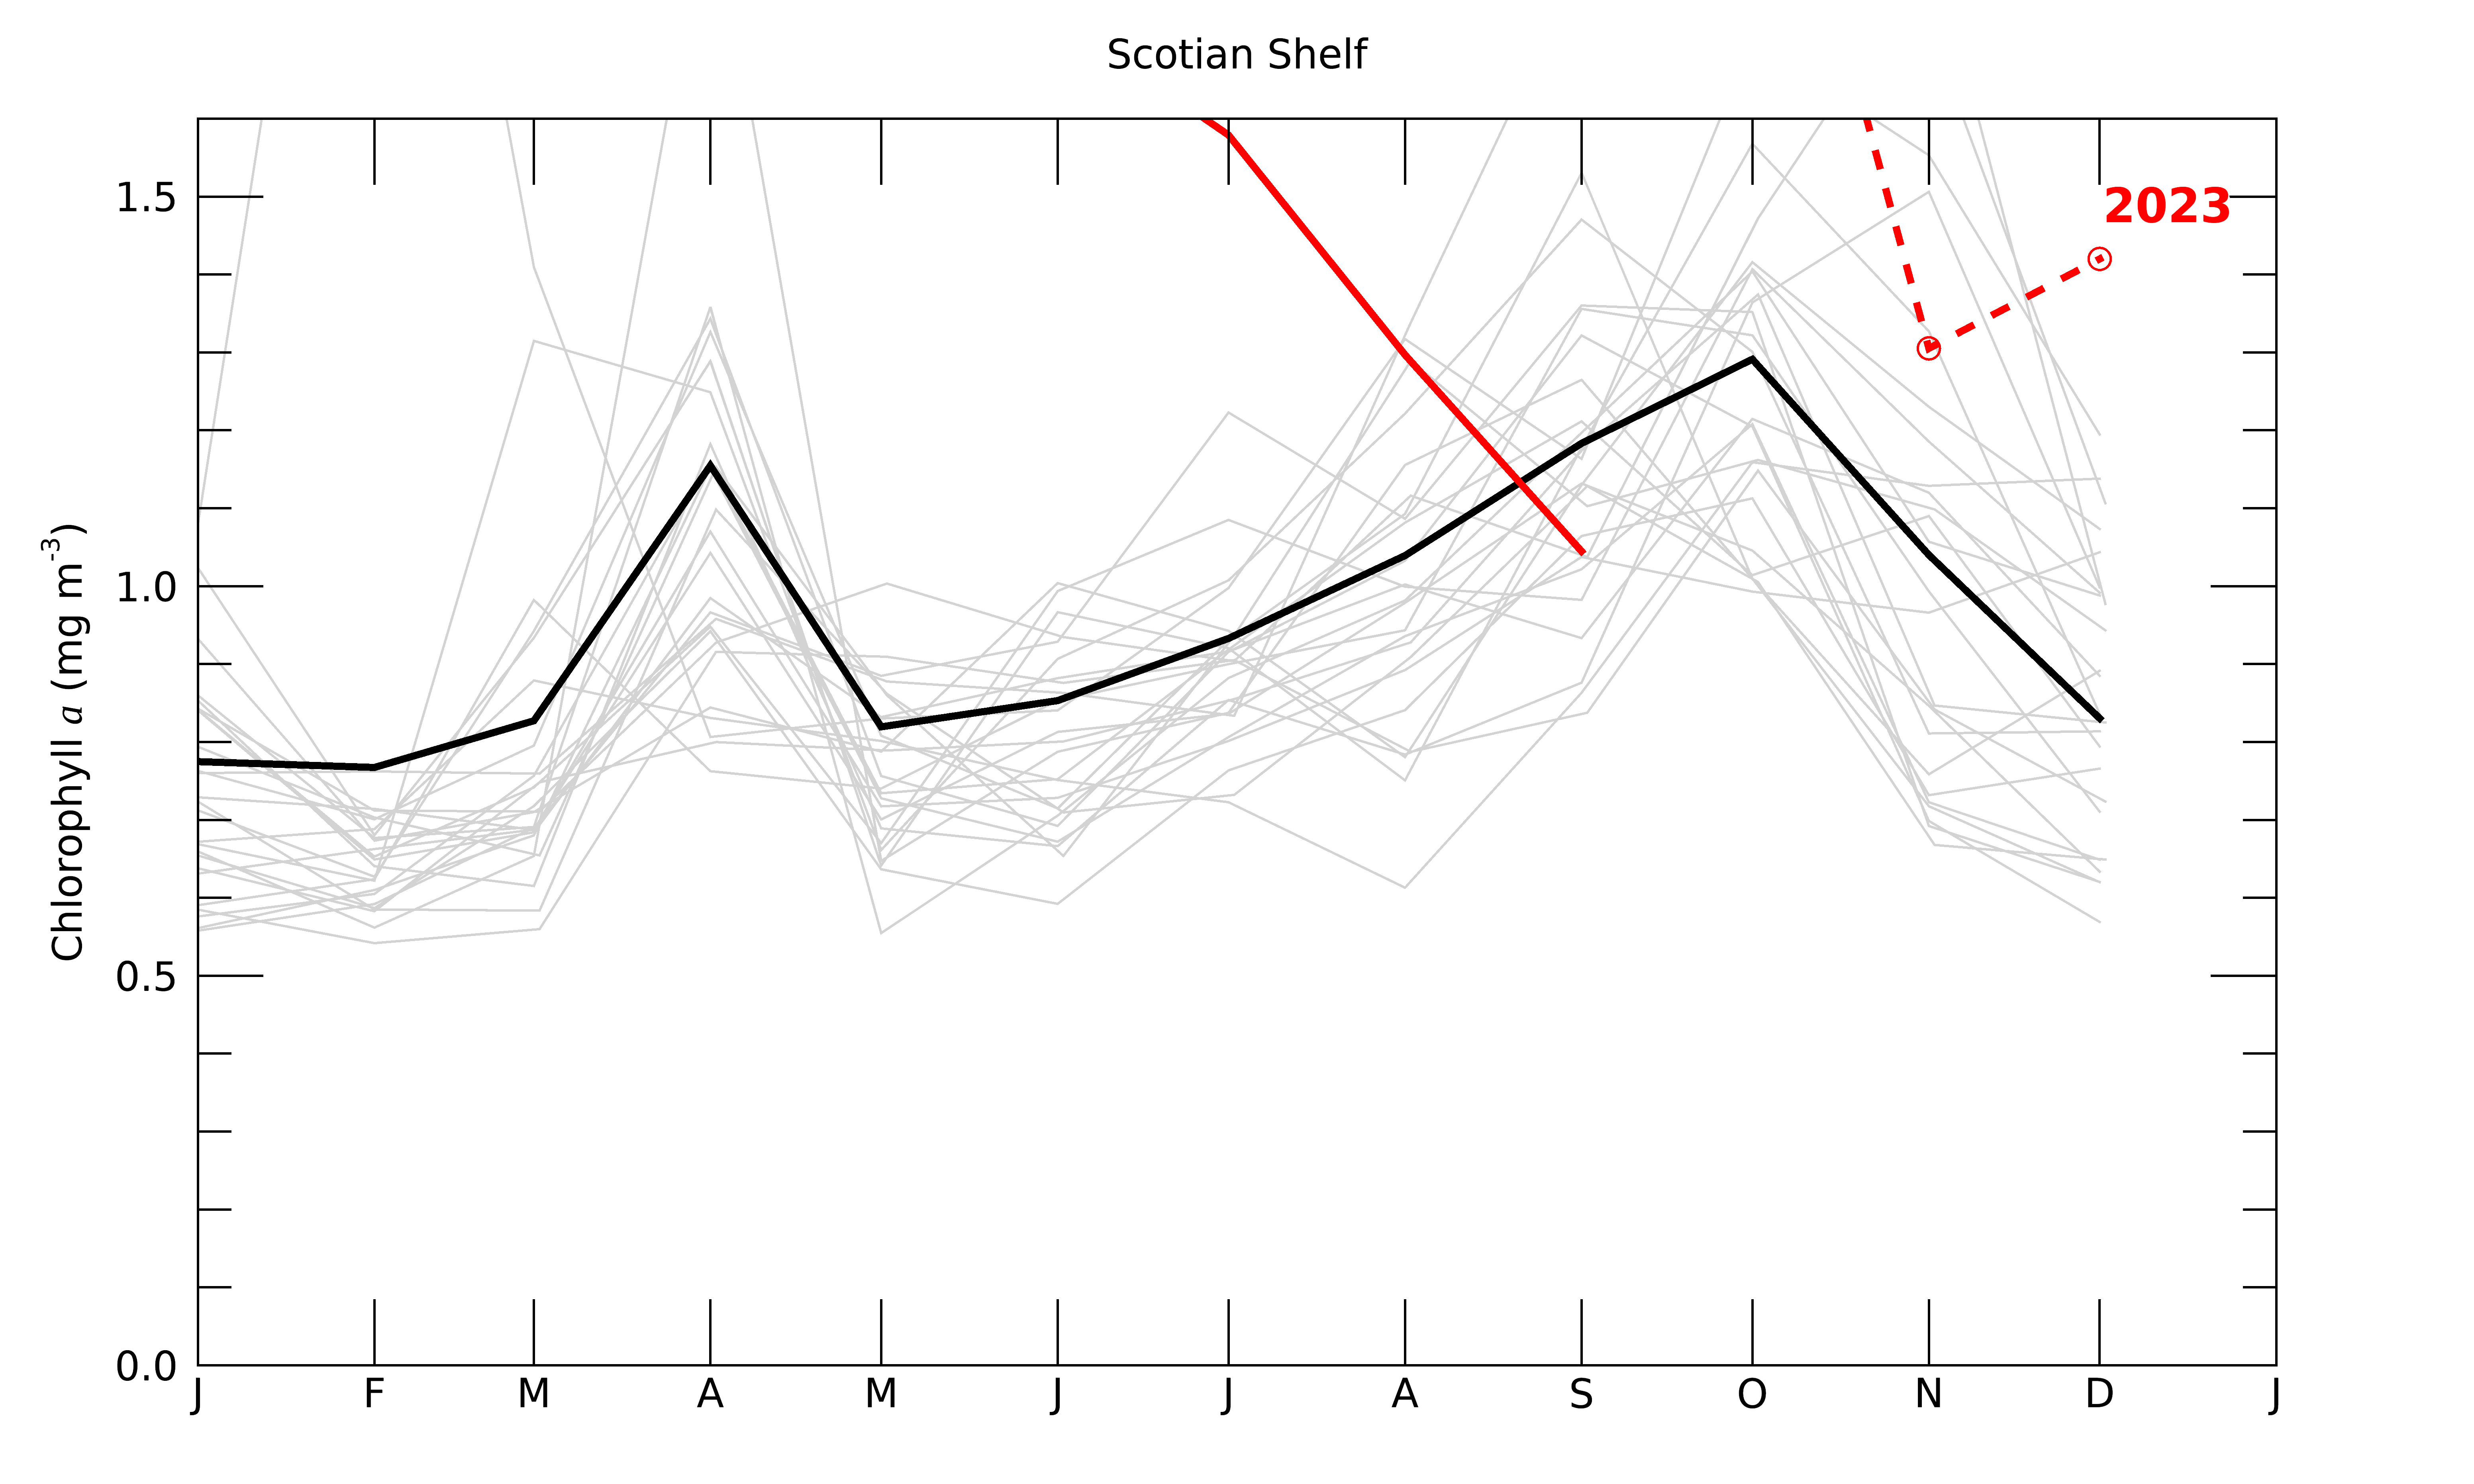 Scotian Shelf
Chlorophyll a (mg m⁻³)
1.5
1.0
0.5
0.0
2023
J F M A M J J A S O N D J